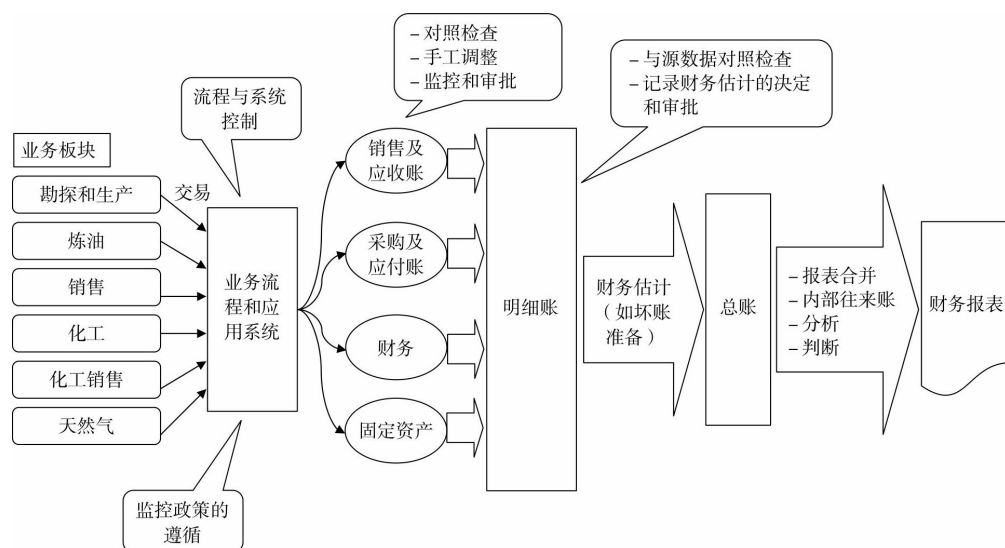 – 对照检查
– 手工调整
– 监控和审批
– 与源数据对照检查
– 记录财务估计的决定
和审批
流程与系统
控制
业务板块
勘探和生产
炼油
销售
化工
化工销售
天然气
交易
业务流
程和应
用系统
销售及
应收账
采购及
应付账
财务
固定资产
明细账
财务估计
（如坏账
准备）
总账
– 报表合并
– 内部往来账
– 分析
– 判断
财务报表
监控政策的
遵循